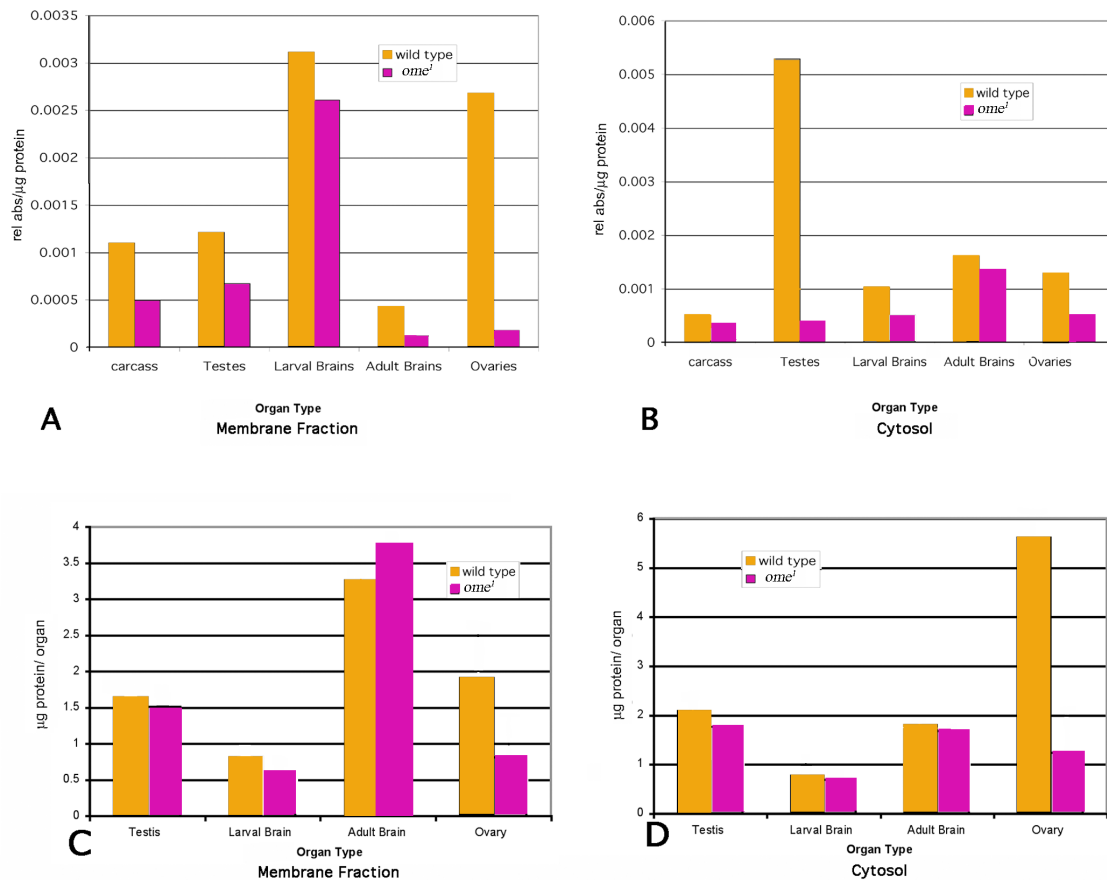 0.0035
0.003
0.0025
0.002
0.0015
0.001
0.0005
0
rel abs/μg protein
wild type
ome¹
carcass Testes Larval Brains Adult Brains Ovaries
Organ Type
A
Membrane Fraction
0.006
0.005
0.004
0.006
0.002
0.001
0
rel abs/μg protein
wild type
ome¹
carcass Testes Larval Brains Adult Brains Ovaries
Organ Type
B
Cytosol
4
3.5
3
2.5
2
1.5
1
0.5
0
μg protein/ organ
wild type
ome¹
Testis Larval Brain Adult Brain Ovary
Organ Type
C
Membrane Fraction
6
5
4
3
2
1
0
μg protein/ organ
wild type
ome¹
Testis Larval Brain Adult Brain Ovary
Organ Type
D
Cytosol